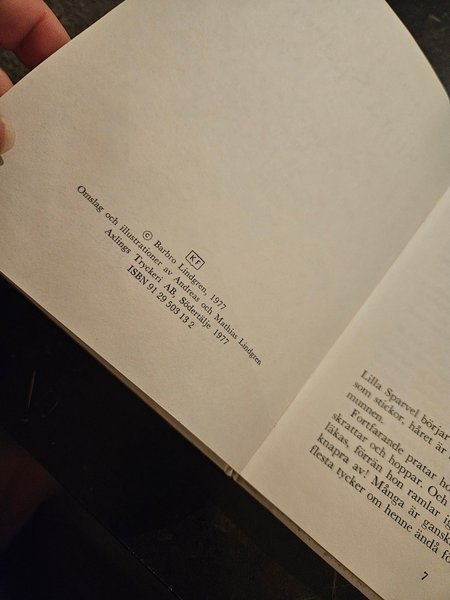 © Barbro Lindgren, 1977
KF
Omslag och illustrationer av Andreas och Mathias Lindgren
Axlings Tryckeri AB, Södertälje 1977
ISBN 91 29 503 13 2
Lilla Sparvel börjar
som stickor, håret är
munnen.
Fortfarande pratar ho
skrattar och hoppar. Och
läkas, förrän hon ramlar ig
knapra av! Många är gansk
flesta tycker om henne ändå fö
7